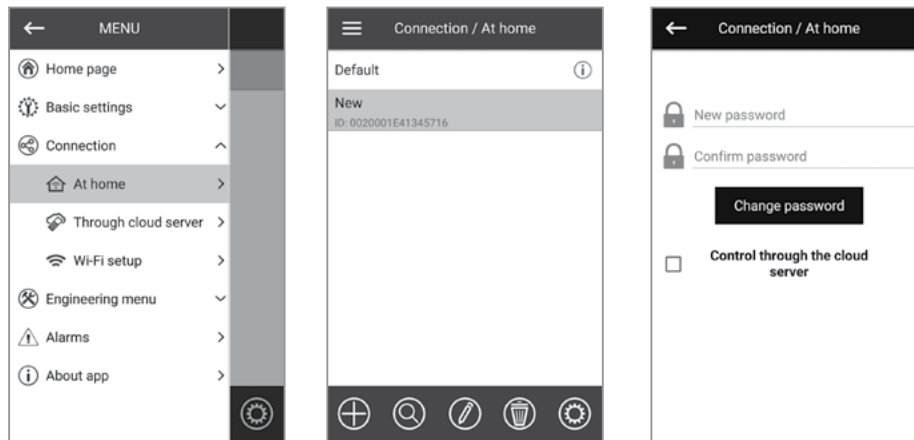 MENU
Home page
Basic settings
Connection
At home
Through cloud server
Wi-Fi setup
Engineering menu
Alarms
About app
Connection / At home
Default
New
ID: 0020001E41345716
Connection / At home
New password
Confirm password
Change password
Control through the cloud
server